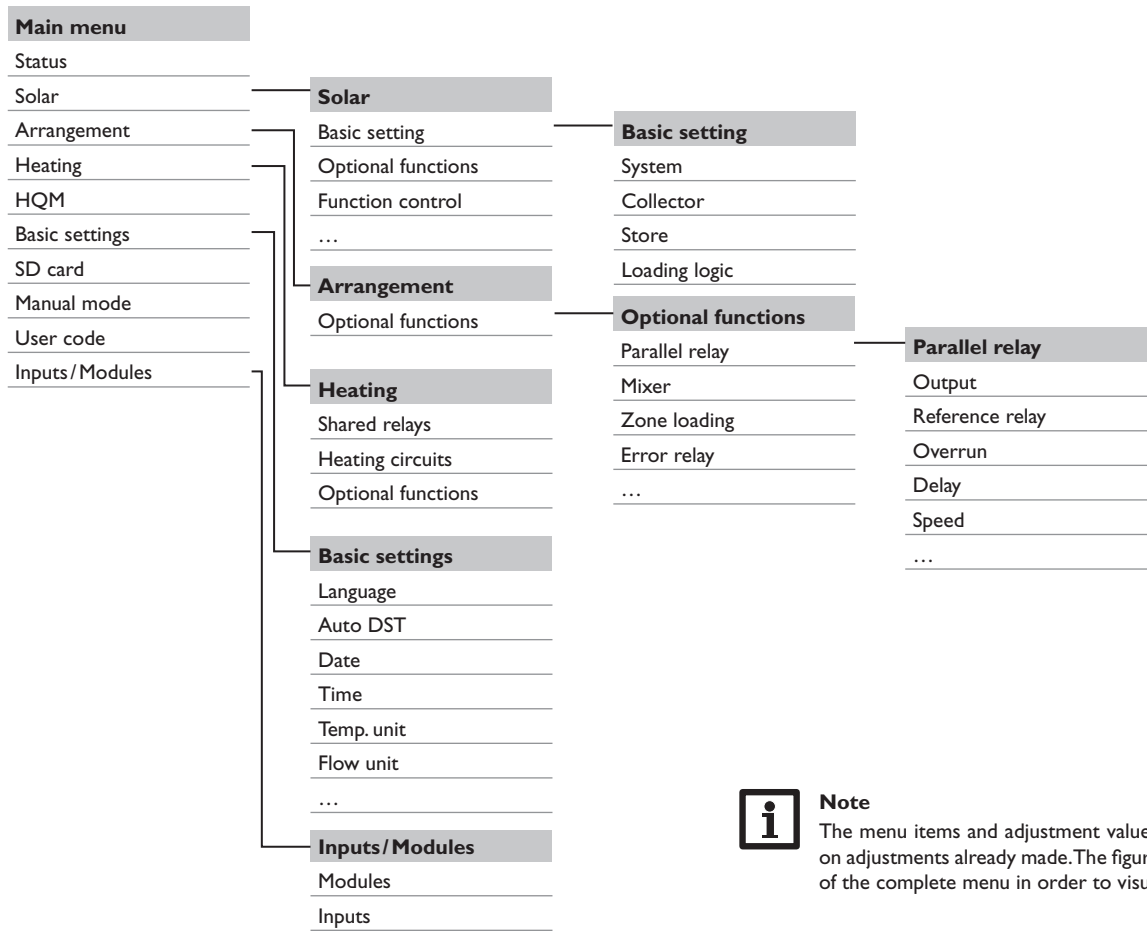 Main menu
Status
Solar
Arrangement
Heating
HQM
Basic settings
SD card
Manual mode
User code
Inputs / Modules
Solar
Basic setting
Optional functions
Function control
…
Arrangement
Optional functions
Heating
Shared relays
Heating circuits
Optional functions
Basic settings
Language
Auto DST
Date
Time
Temp. unit
Flow unit
…
Inputs / Modules
Modules
Inputs
Basic setting
System
Collector
Store
Loading logic
Optional functions
Parallel relay
Mixer
Zone loading
Error relay
…
Parallel relay
Output
Reference relay
Overrun
Delay
Speed
…
i
Note
The menu items and adjustment value
on adjustments already made. The figur
of the complete menu in order to visu